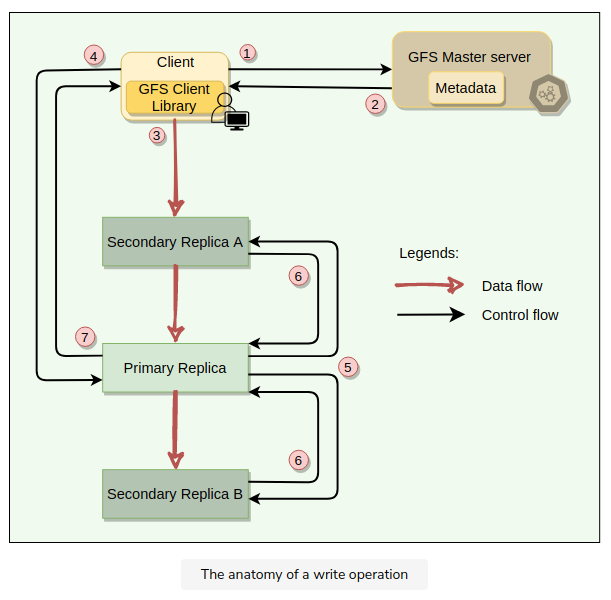 4
Client
1
GFS Master server
GFS Client
Library
Metadata
2
3
Secondary Replica A
Legends:
6
Data flow
Control flow
7
Primary Replica
5
6
Secondary Replica B
The anatomy of a write operation